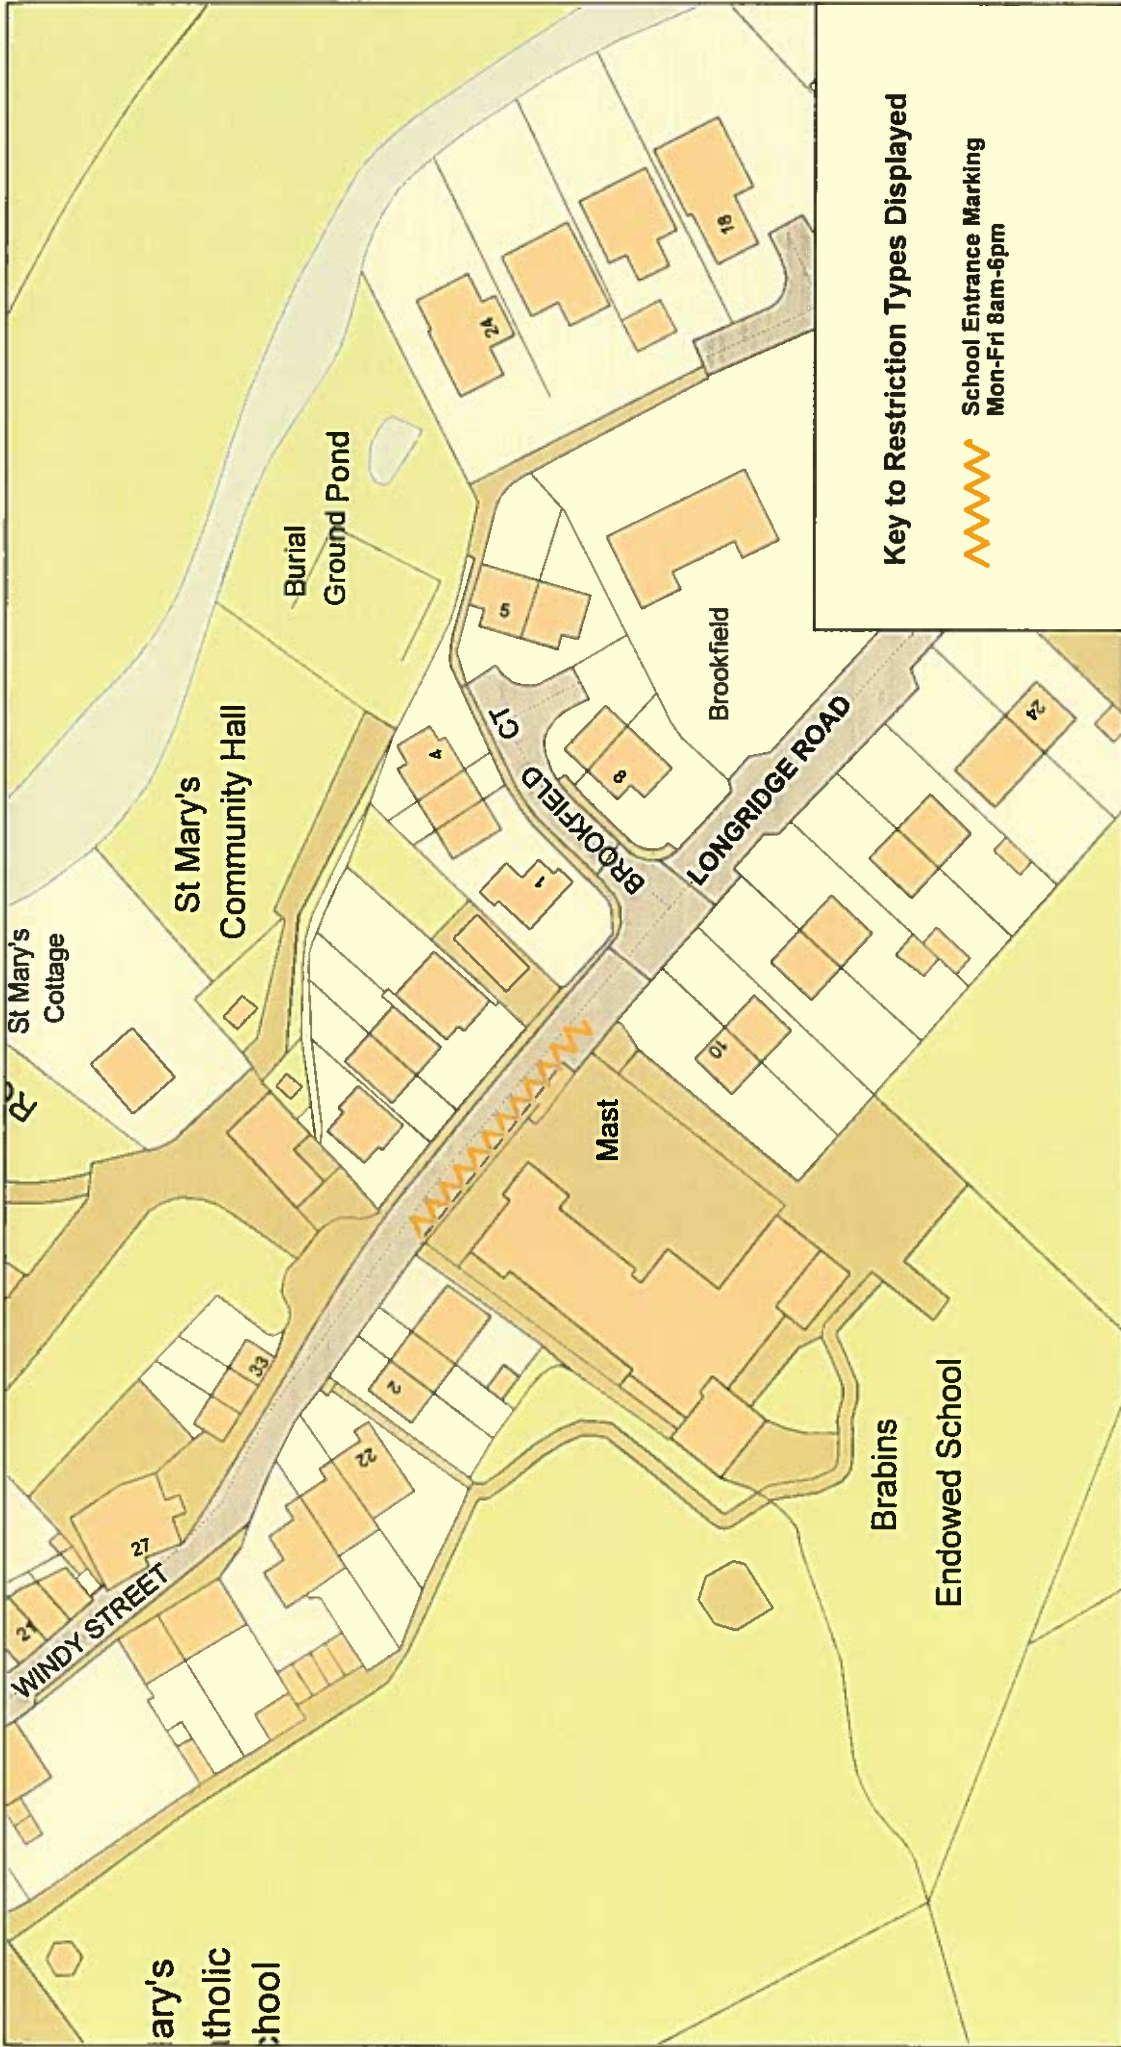 WINDY STREET
21
27
33
22
2
St Mary's
Cottage
St Mary's
Community Hall
Burial
Ground Pond
24
18
5
4
1
8
BROOKFIELD CT
Brookfield
LONGRIDGE ROAD
10
24
Mast
Brabins
Endowed School
ary's
tholic
chool
Key to Restriction Types Displayed
School Entrance Marking
Mon-Fri 8am-6pm